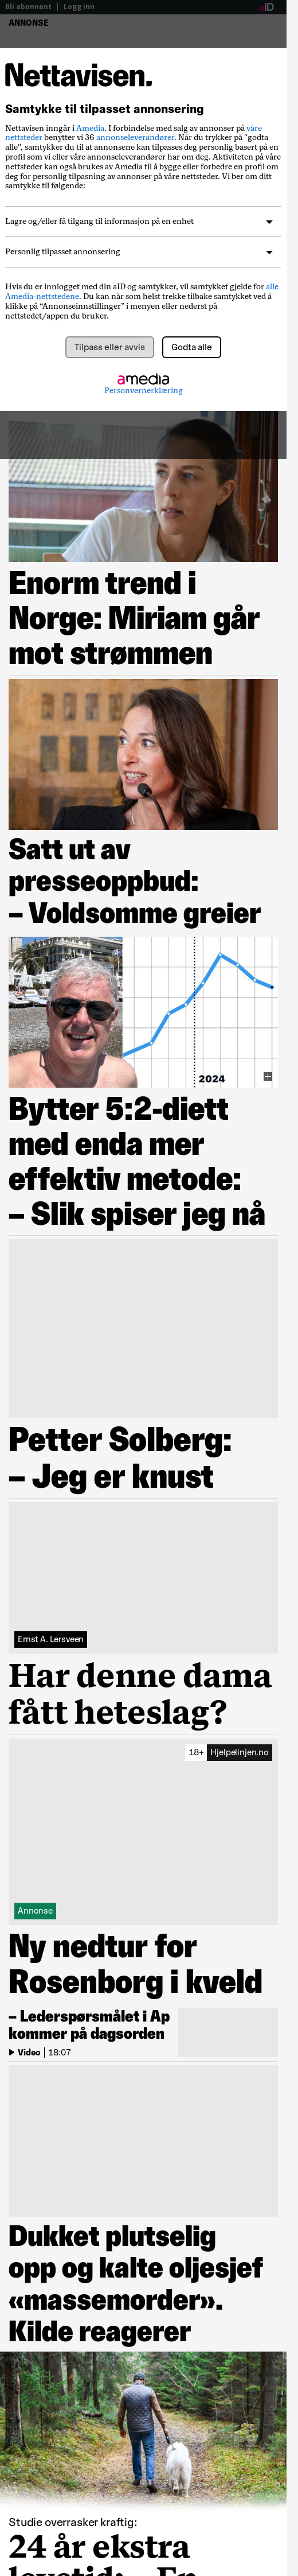 Bli abonnent | Logg inn
aID
ANNONSE
Nettavisen.
Samtykke til tilpasset annonsering
Nettavisen inngår i Amedia. I forbindelse med salg av annonser på våre
nettsteder benytter vi 36 annonseleverandører. Når du trykker på "godta
alle", samtykker du til at annonsene kan tilpasses deg personlig basert på en
profil som vi eller våre annonseleverandører har om deg. Aktiviteten på våre
nettsteder kan også brukes av Amedia til å bygge eller forbedre en profil om
deg for personlig tilpasning av annonser på våre nettsteder. Vi ber om ditt
samtykke til følgende:
Lagre og/eller få tilgang til informasjon på en enhet
Personlig tilpasset annonsering
Hvis du er innlogget med din aID og samtykker, vil samtykket gjelde for alle
Amedia-nettstedene. Du kan når som helst trekke tilbake samtykket ved å
klikke på “Annonseinnstillinger” i menyen eller nederst på
nettstedet/appen du bruker.
Tilpass eller avvis
Godta alle
amedia
Personvernerklæring
Enorm trend i
Norge: Miriam går
mot strømmen
Satt ut av
presseoppbud:
– Voldsomme greier
2024
Bytter 5:2-diett
med enda mer
effektiv metode:
– Slik spiser jeg nå
Petter Solberg:
– Jeg er knust
Ernst A. Lersveen
Har denne dama
fått heteslag?
18+ Hjelpelinjen.no
Annonse
Ny nedtur for
Rosenborg i kveld
– Lederspørsmålet i Ap
kommer på dagsorden
Video | 18:07
Dukket plutselig
opp og kalte oljesjef
«massemorder».
Kilde reagerer
Studie overrasker kraftig:
24 år ekstra
levetid: – En